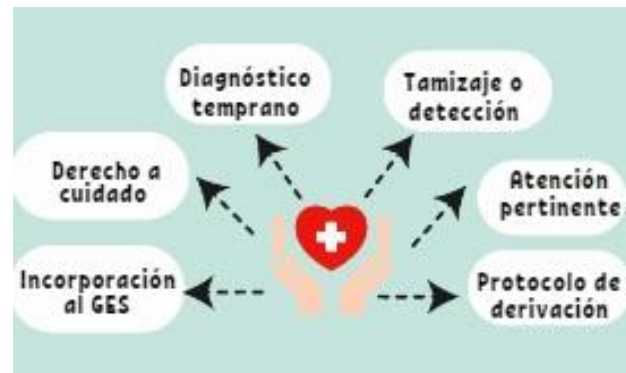 Diagnóstico
temprano
Tamizaje o
detección
Derecho a
cuidado
Atención
pertinente
Incorporación
al GES
Protocolo de
derivación